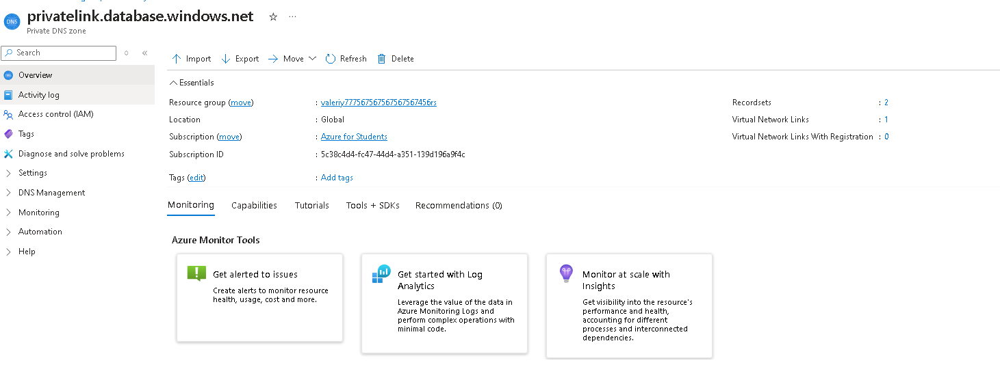 privatelink.database.windows.net
DNS
Private DNS zone
Search
Import
Export
Move
Refresh
Delete
Overview
Activity log
Access control (IAM)
Tags
Diagnose and solve problems
Settings
DNS Management
Monitoring
Automation
Help
Essentials
Resource group (move) : valeriy777567567567567567456rs
Location : Global
Subscription (move) : Azure for Students
Subscription ID : 5c38c4d4-fc47-44d4-a351-139d196a9f4c
Tags (edit) : Add tags
Recordsets : 2
Virtual Network Links : 1
Virtual Network Links With Registration : 0
Monitoring
Capabilities
Tutorials
Tools + SDKs
Recommendations (0)
Azure Monitor Tools
Get alerted to issues
Create alerts to monitor resource
health, usage, cost and more.
Get started with Log
Analytics
Leverage the value of the data in
Azure Monitoring Logs and
perform complex operations with
minimal code.
Monitor at scale with
Insights
Get visibility into the resource's
performance and health,
accounting for different
processes and interconnected
dependencies.